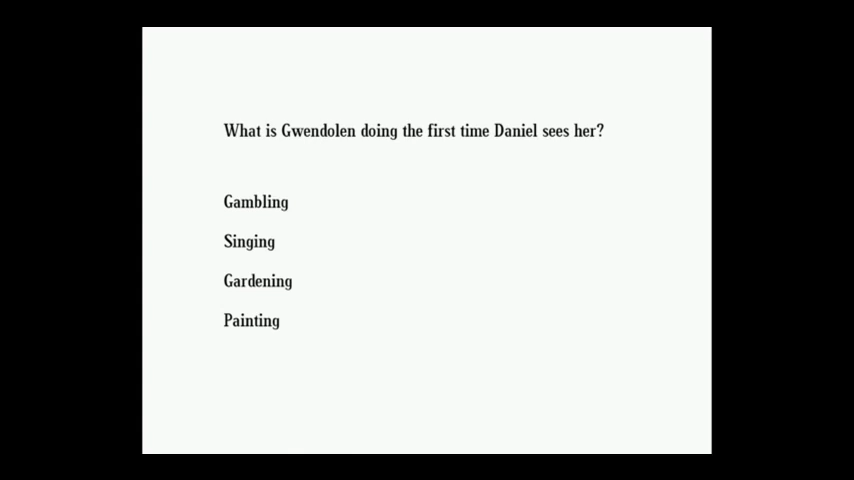 What is Gwendolen doing the first time Daniel sees her?
Gambling
Singing
Gardening
Painting